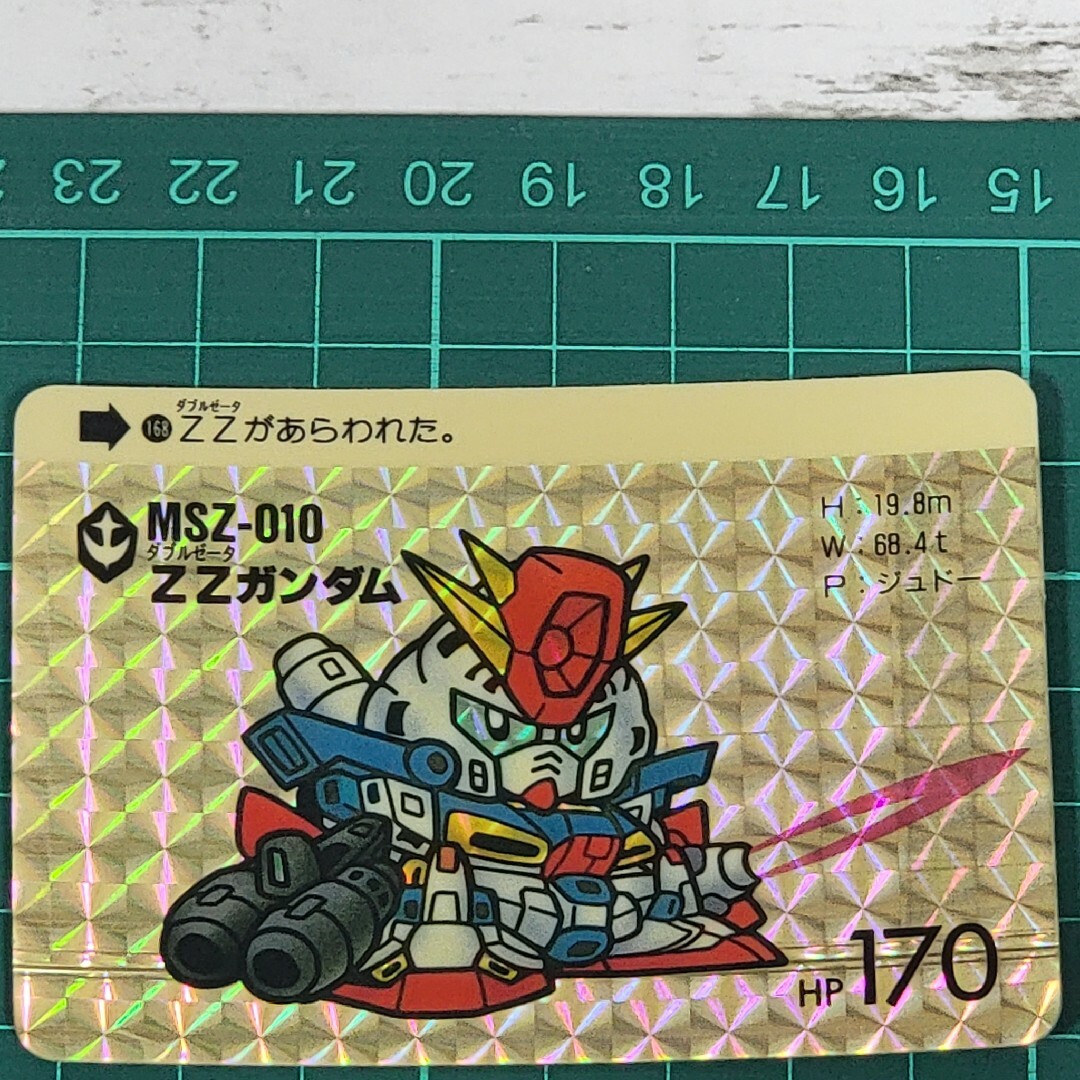 23 22 21 20 19 18 17 16 15
ダブルゼータ
168 ZZがあらわれた。
MSZ-010
ダブルゼータ
ZZガンダム
H:19.8m
W:68.4t
P:ジュドー
HP170